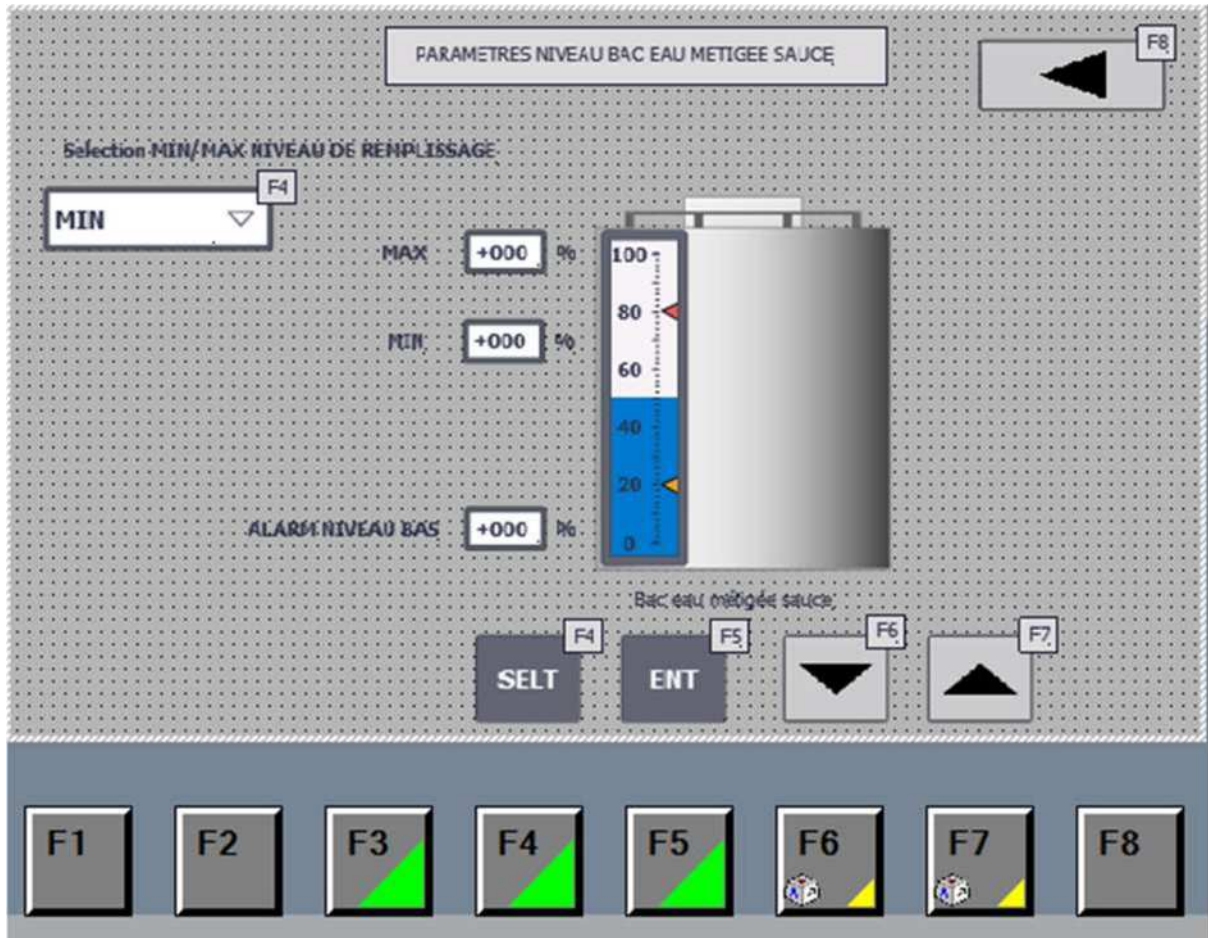 PARAMETRES NIVEAU BAC EAU METIGEE SAUCE
F8
Selection MIN/MAX NIVEAU DE REMPLISSAGE
F4
MIN
MAX +000 %
MIN +000 %
100
80
60
40
20
0
ALARM NIVEAU BAS +000 %
Bac eau métigée sauce
F4 F5 F6 F7
SELT ENT
F1 F2 F3 F4 F5 F6 F7 F8